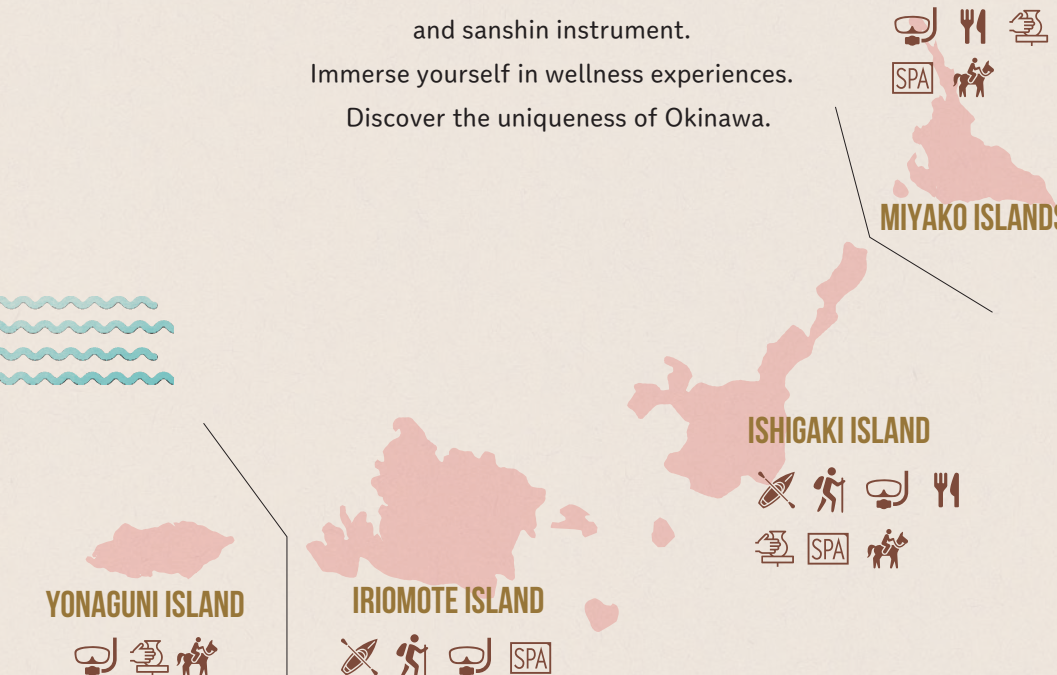 and sanshin instrument.
Immerse yourself in wellness experiences.
Discover the uniqueness of Okinawa.
SPA
MIYAKO ISLANDS
ISHIGAKI ISLAND
SPA
YONAGUNI ISLAND
IRIOMOTE ISLAND
SPA